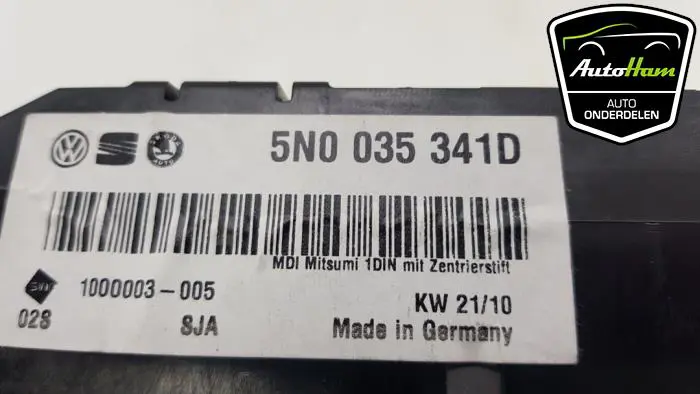 AutoHam
AUTO
ONDERDELEN
5N0 035 341D
MDI Mitsumi 1DIN mit Zentrierstift
1000003-005
KW 21/10
028
SJA
Made in Germany